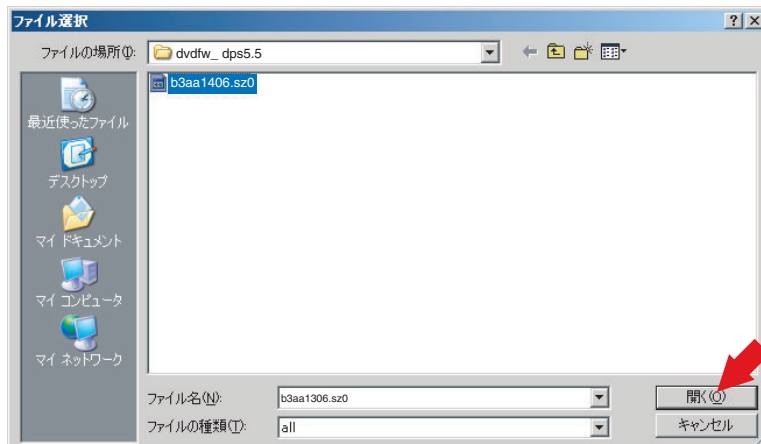 ファイル選択
ファイルの場所(I):
dvdfw_ dps5.5
b3aa1406.sz0
最近使ったファイル
デスクトップ
マイ ドキュメント
マイ コンピュータ
マイ ネットワーク
ファイル名(N):
b3aa1306.sz0
開く(O)
ファイルの種類(T):
all
キャンセル